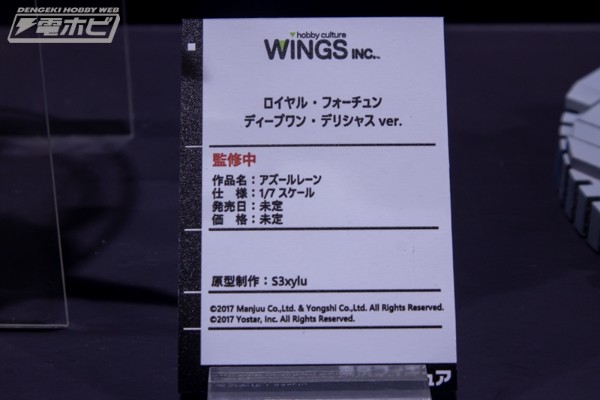 DENGEKI HOBBY WEB
電ホビ
hobby culture
WINGS INC.™
ロイヤル・フォーチュン
ディープワン・デリシャス ver.
監修中
作品名：アズールレーン
仕　様：1/7 スケール
発売日：未定
価　格：未定
原型制作：S3xylu
©2017 Manjuu Co.,Ltd. & Yongshi Co.,Ltd. All Rights Reserved.
©2017 Yostar, Inc. All Rights Reserved.